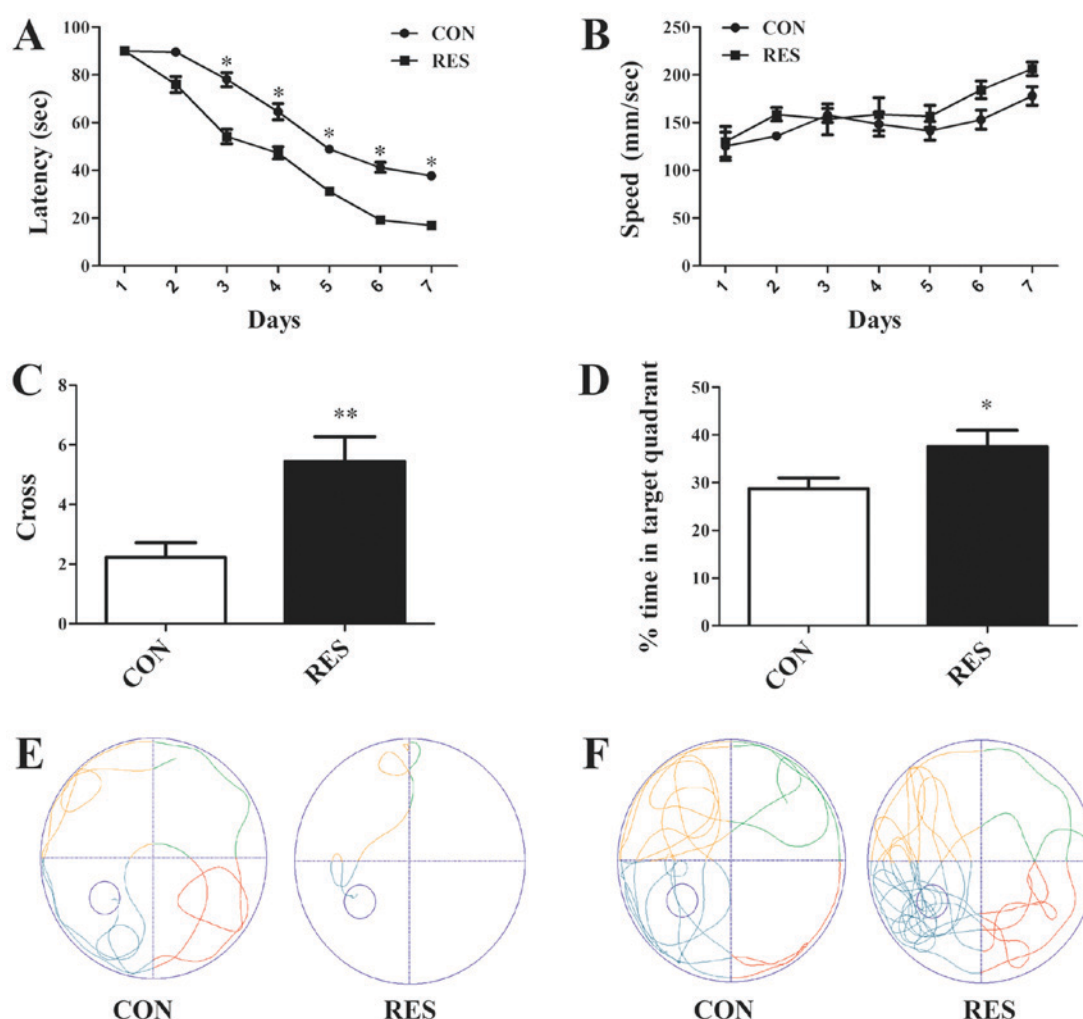 A
CON
RES
Latency (sec)
100
80
60
40
20
0
* * * * *
1 2 3 4 5 6 7
Days
B
CON
RES
Speed (mm/sec)
250
200
150
100
50
0
1 2 3 4 5 6 7
Days
C
Cross
8
6
4
2
0
**
CON RES
D
% time in target quadrant
50
40
30
20
10
0
*
CON RES
E
CON RES
F
CON RES